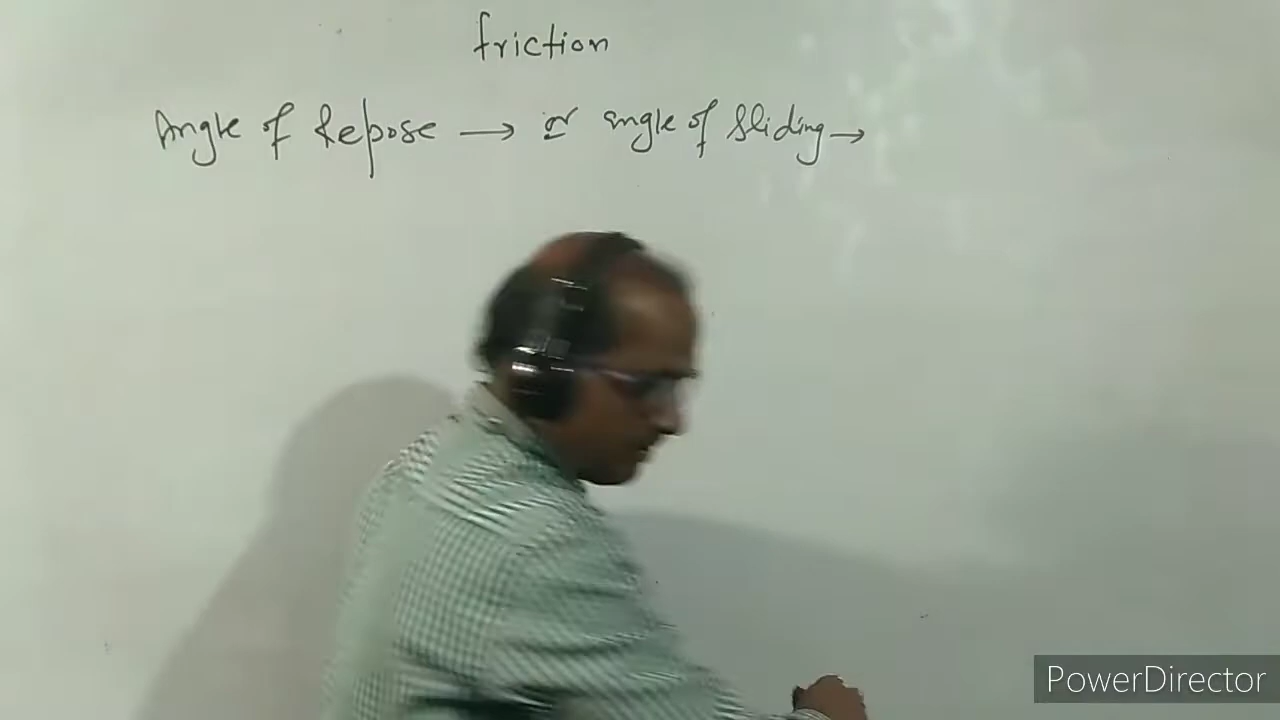 friction
Angle of Repose → or angle of Sliding →
PowerDirector